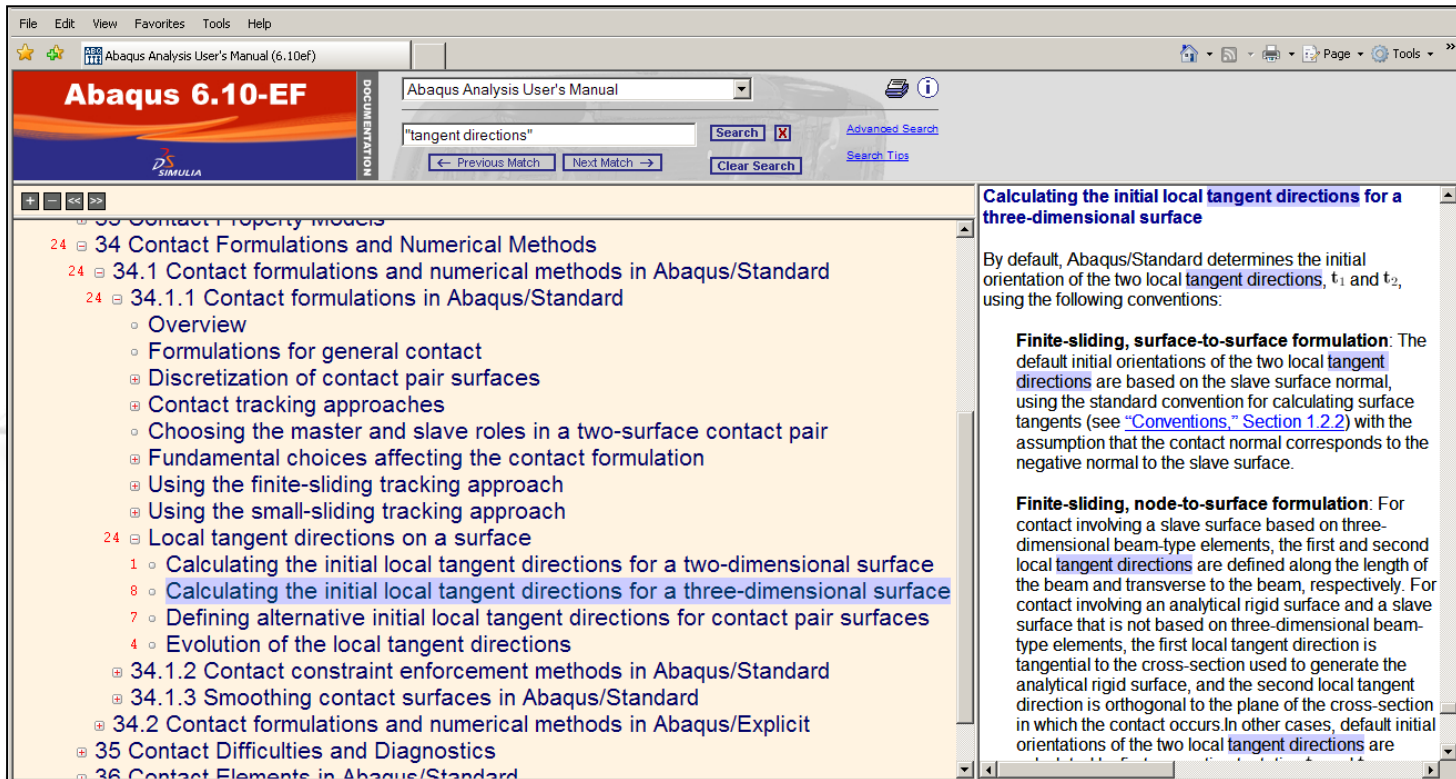 File Edit View Favorites Tools Help
Abaqus Analysis User's Manual (6.10ef)
Page Tools »
Abaqus 6.10-EF
SIMULIA
DOCUMENTATION
Abaqus Analysis User's Manual
"tangent directions"
Search X
Advanced Search
← Previous Match Next Match →
Clear Search
Search Tips
+ − << >>
33 Contact Property Models
24 34 Contact Formulations and Numerical Methods
24 34.1 Contact formulations and numerical methods in Abaqus/Standard
24 34.1.1 Contact formulations in Abaqus/Standard
Overview
Formulations for general contact
Discretization of contact pair surfaces
Contact tracking approaches
Choosing the master and slave roles in a two-surface contact pair
Fundamental choices affecting the contact formulation
Using the finite-sliding tracking approach
Using the small-sliding tracking approach
24 Local tangent directions on a surface
1 Calculating the initial local tangent directions for a two-dimensional surface
8 Calculating the initial local tangent directions for a three-dimensional surface
7 Defining alternative initial local tangent directions for contact pair surfaces
4 Evolution of the local tangent directions
34.1.2 Contact constraint enforcement methods in Abaqus/Standard
34.1.3 Smoothing contact surfaces in Abaqus/Standard
34.2 Contact formulations and numerical methods in Abaqus/Explicit
35 Contact Difficulties and Diagnostics
36 Contact Elements in Abaqus/Standard
Calculating the initial local tangent directions for a
three-dimensional surface
By default, Abaqus/Standard determines the initial
orientation of the two local tangent directions, t₁ and t₂,
using the following conventions:
Finite-sliding, surface-to-surface formulation: The
default initial orientations of the two local tangent
directions are based on the slave surface normal,
using the standard convention for calculating surface
tangents (see "Conventions," Section 1.2.2) with the
assumption that the contact normal corresponds to the
negative normal to the slave surface.
Finite-sliding, node-to-surface formulation: For
contact involving a slave surface based on three-
dimensional beam-type elements, the first and second
local tangent directions are defined along the length of
the beam and transverse to the beam, respectively. For
contact involving an analytical rigid surface and a slave
surface that is not based on three-dimensional beam-
type elements, the first local tangent direction is
tangential to the cross-section used to generate the
analytical rigid surface, and the second local tangent
direction is orthogonal to the plane of the cross-section
in which the contact occurs.In other cases, default initial
orientations of the two local tangent directions are